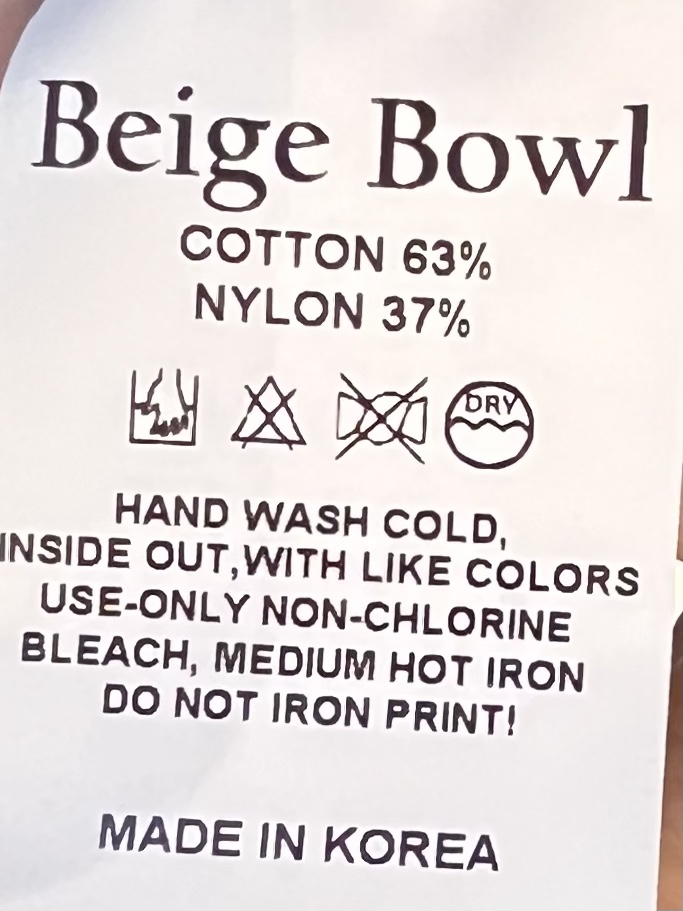 Beige Bowl
COTTON 63%
NYLON 37%
DRY
HAND WASH COLD,
INSIDE OUT,WITH LIKE COLORS
USE-ONLY NON-CHLORINE
BLEACH, MEDIUM HOT IRON
DO NOT IRON PRINT!
MADE IN KOREA